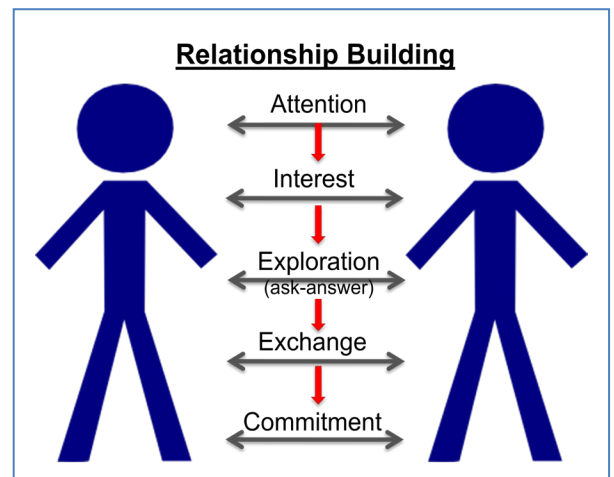 Relationship Building
Attention
Interest
Exploration
(ask-answer)
Exchange
Commitment